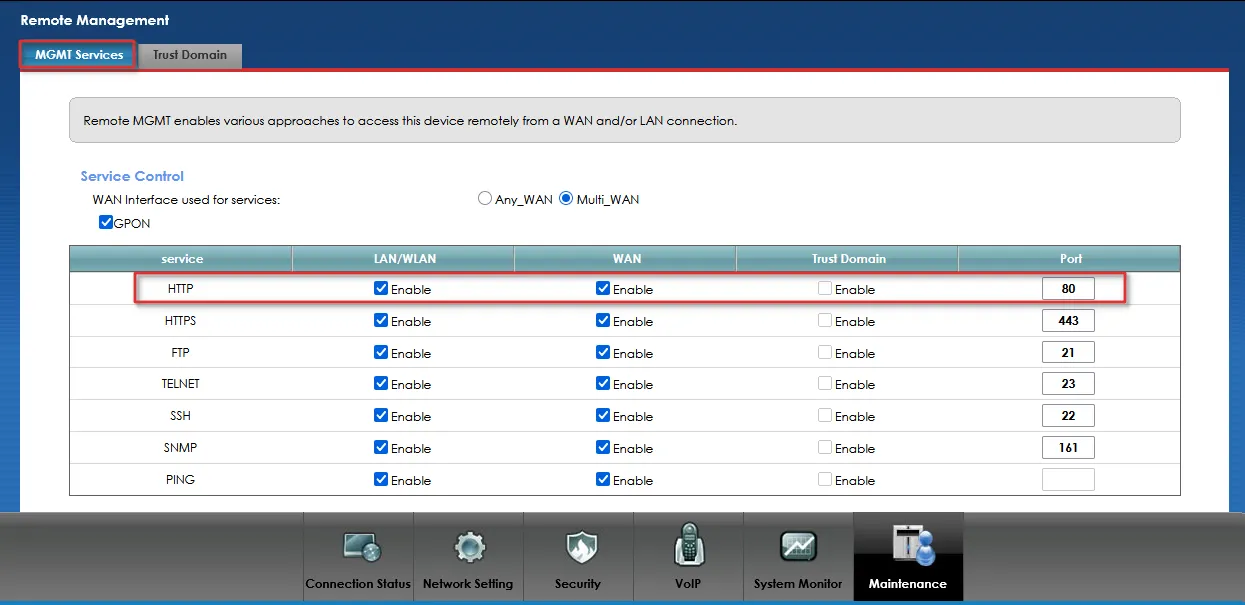 Remote Management
MGMT Services Trust Domain
Remote MGMT enables various approaches to access this device remotely from a WAN and/or LAN connection.
Service Control
WAN Interface used for services: Any_WAN Multi_WAN
GPON
service LAN/WLAN WAN Trust Domain Port
HTTP Enable Enable Enable 80
HTTPS Enable Enable Enable 443
FTP Enable Enable Enable 21
TELNET Enable Enable Enable 23
SSH Enable Enable Enable 22
SNMP Enable Enable Enable 161
PING Enable Enable Enable
Connection Status Network Setting Security VoIP System Monitor Maintenance